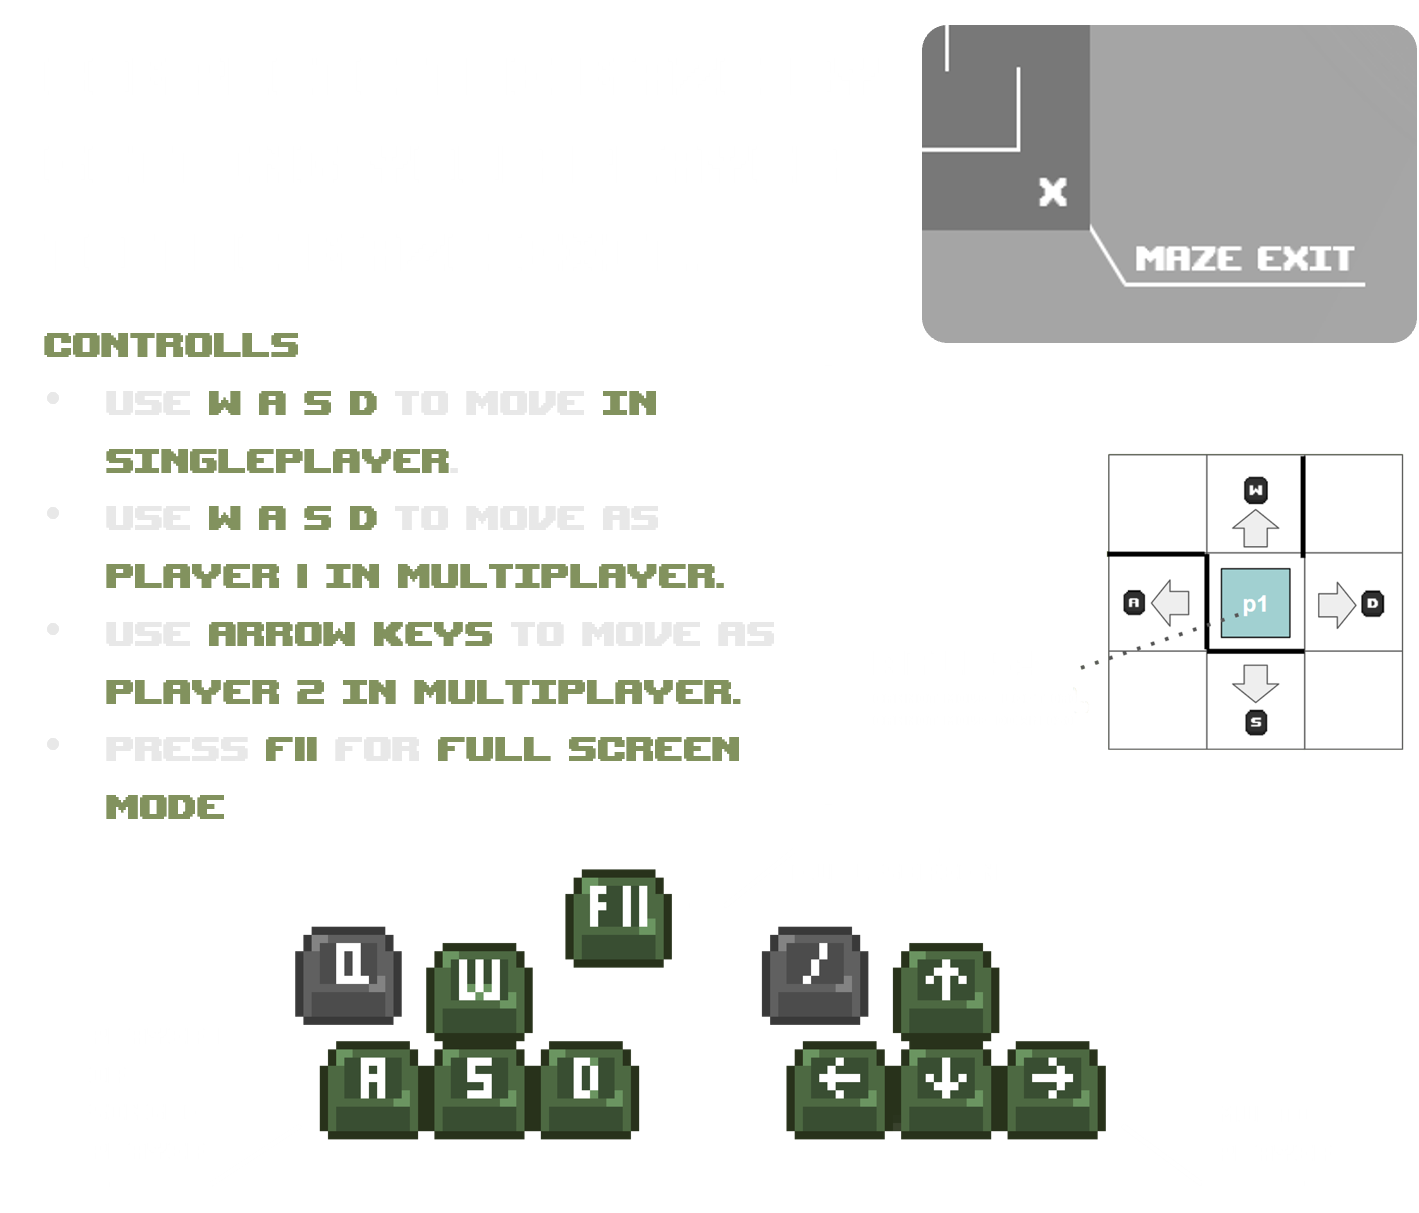 X
MAZE EXIT
CONTROLLS
• USE W A S D TO MOVE IN
SINGLEPLAYER.
• USE W A S D TO MOVE AS
PLAYER 1 IN MULTIPLAYER.
• USE ARROW KEYS TO MOVE AS
PLAYER 2 IN MULTIPLAYER.
• PRESS F11 FOR FULL SCREEN
MODE
W
A p1 D
S
F11
Q W / ↑
A S D ← ↓ →